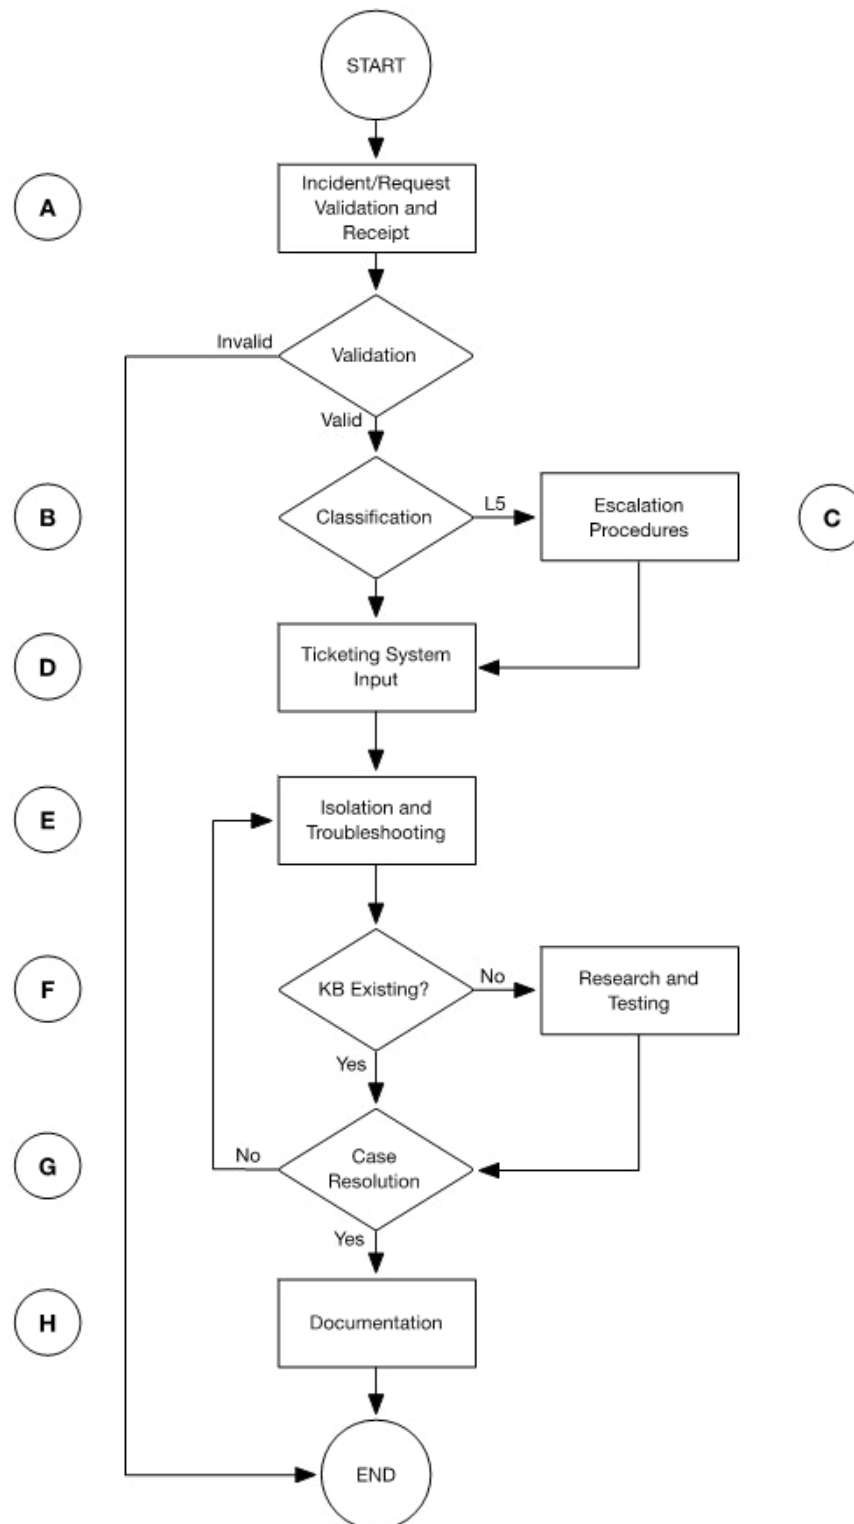 START
A
Incident/Request
Validation and
Receipt
Invalid
Validation
Valid
B
Classification
L5
Escalation
Procedures
C
D
Ticketing System
Input
E
Isolation and
Troubleshooting
F
KB Existing?
No
Research and
Testing
Yes
G
No
Case
Resolution
Yes
H
Documentation
END